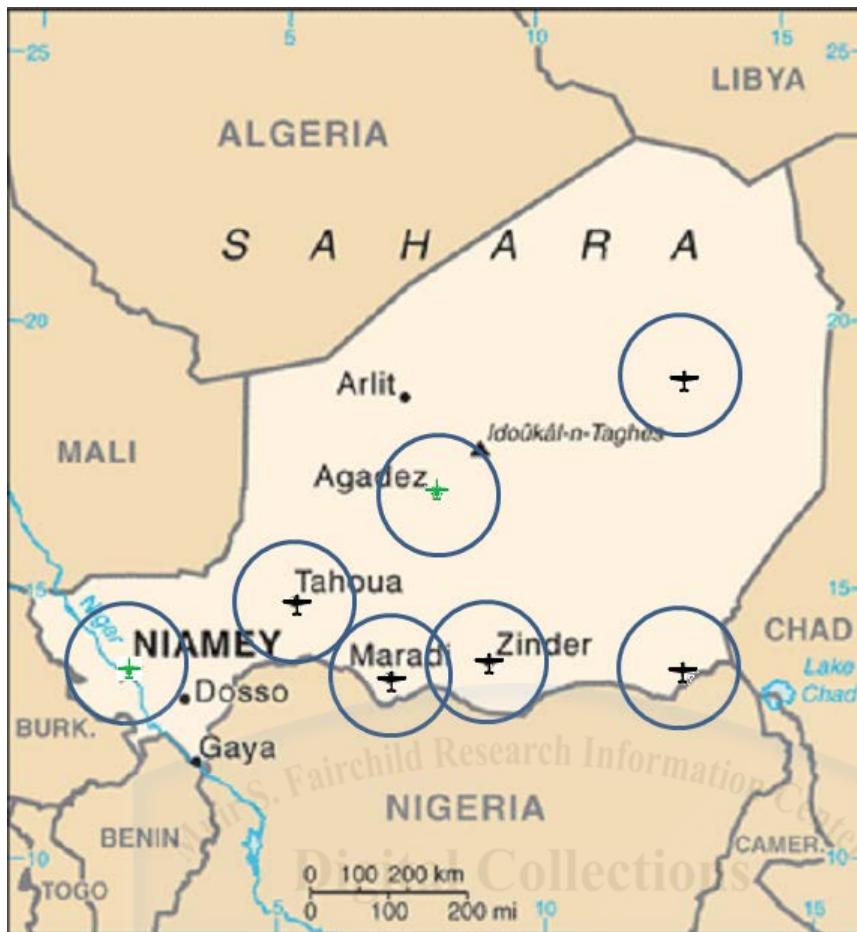 5
10
15
25
25
LIBYA
ALGERIA
S A H A R A
20
20
Arlit
Idoûkâl-n-Taghès
MALI
Agadez
15
Tahoua
15
Niger
NIAMEY
Maradi
Zinder
CHAD
Dosso
Lake
Chad
BURK.
Gaya
Muir S. Fairchild Research Information Center
NIGERIA
BENIN
CAMER.
10
10
Digital Collections
TOGO
0 100 200 km
0 100 200 mi
5
10
15